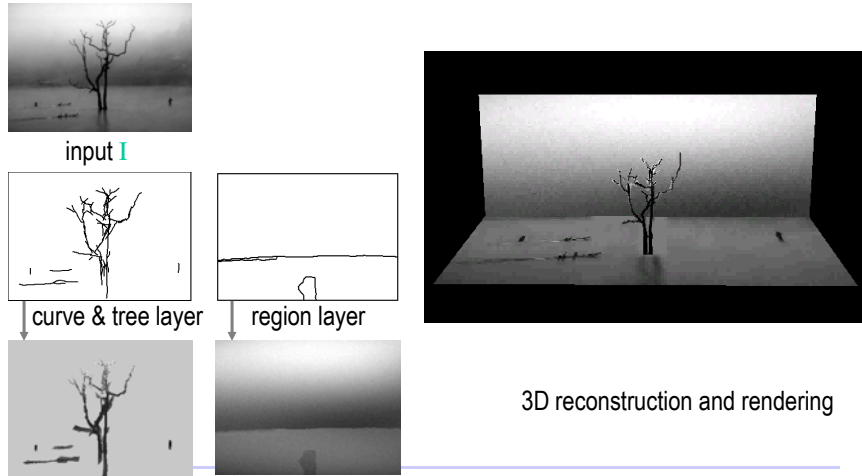 input I
curve & tree layer
region layer
3D reconstruction and rendering